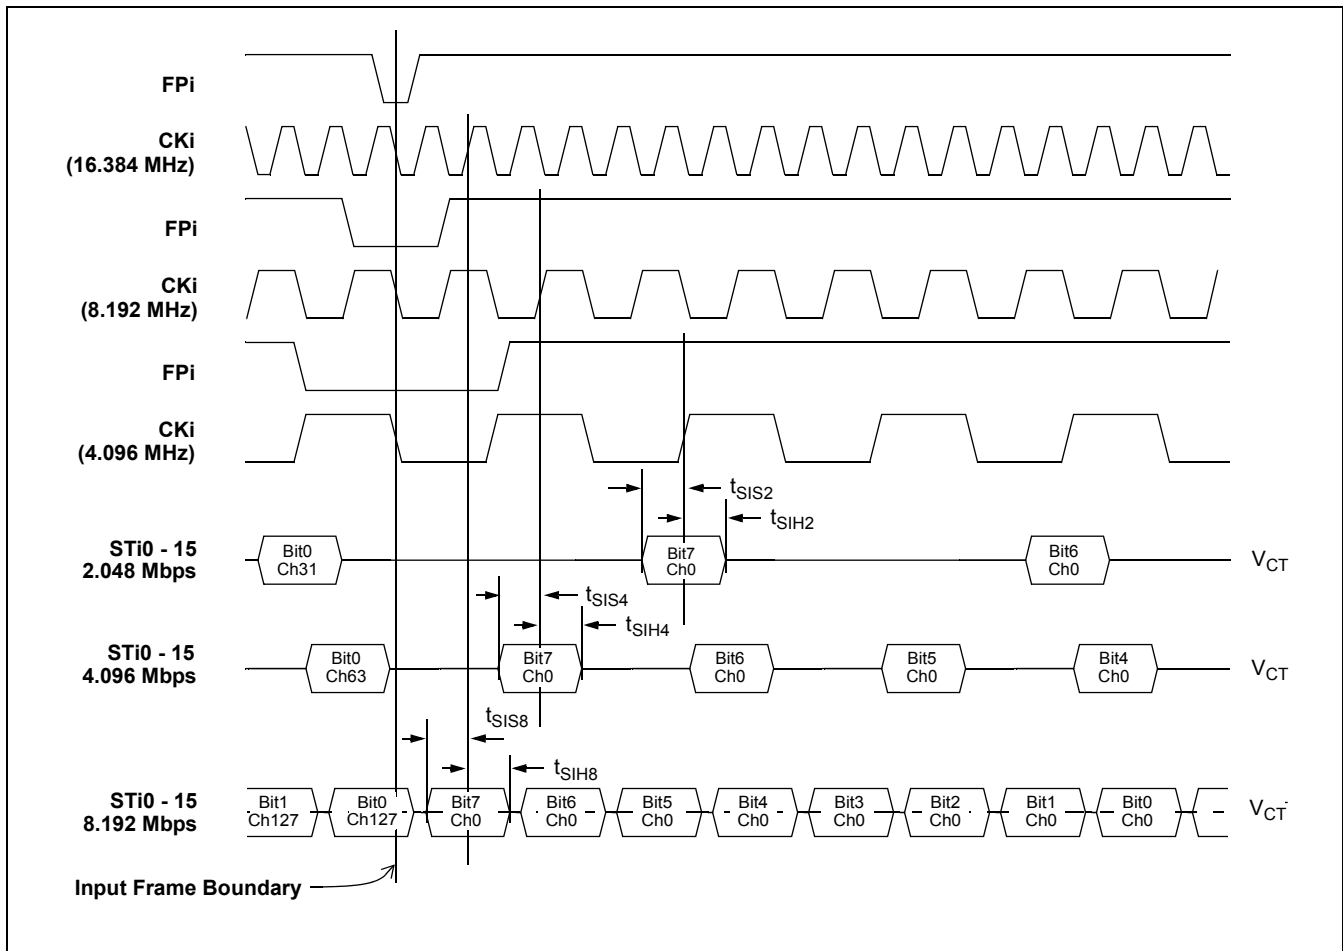 FPi
CKi
(16.384 MHz)
FPi
CKi
(8.192 MHz)
FPi
CKi
(4.096 MHz)
tSIS2
tSIH2
STi0 - 15
2.048 Mbps
Bit0
Ch31
Bit7
Ch0
Bit6
Ch0
VCT
tSIS4
tSIH4
STi0 - 15
4.096 Mbps
Bit0
Ch63
Bit7
Ch0
Bit6
Ch0
Bit5
Ch0
Bit4
Ch0
VCT
tSIS8
tSIH8
STi0 - 15
8.192 Mbps
Bit1
Ch127
Bit0
Ch127
Bit7
Ch0
Bit6
Ch0
Bit5
Ch0
Bit4
Ch0
Bit3
Ch0
Bit2
Ch0
Bit1
Ch0
Bit0
Ch0
VCT
Input Frame Boundary